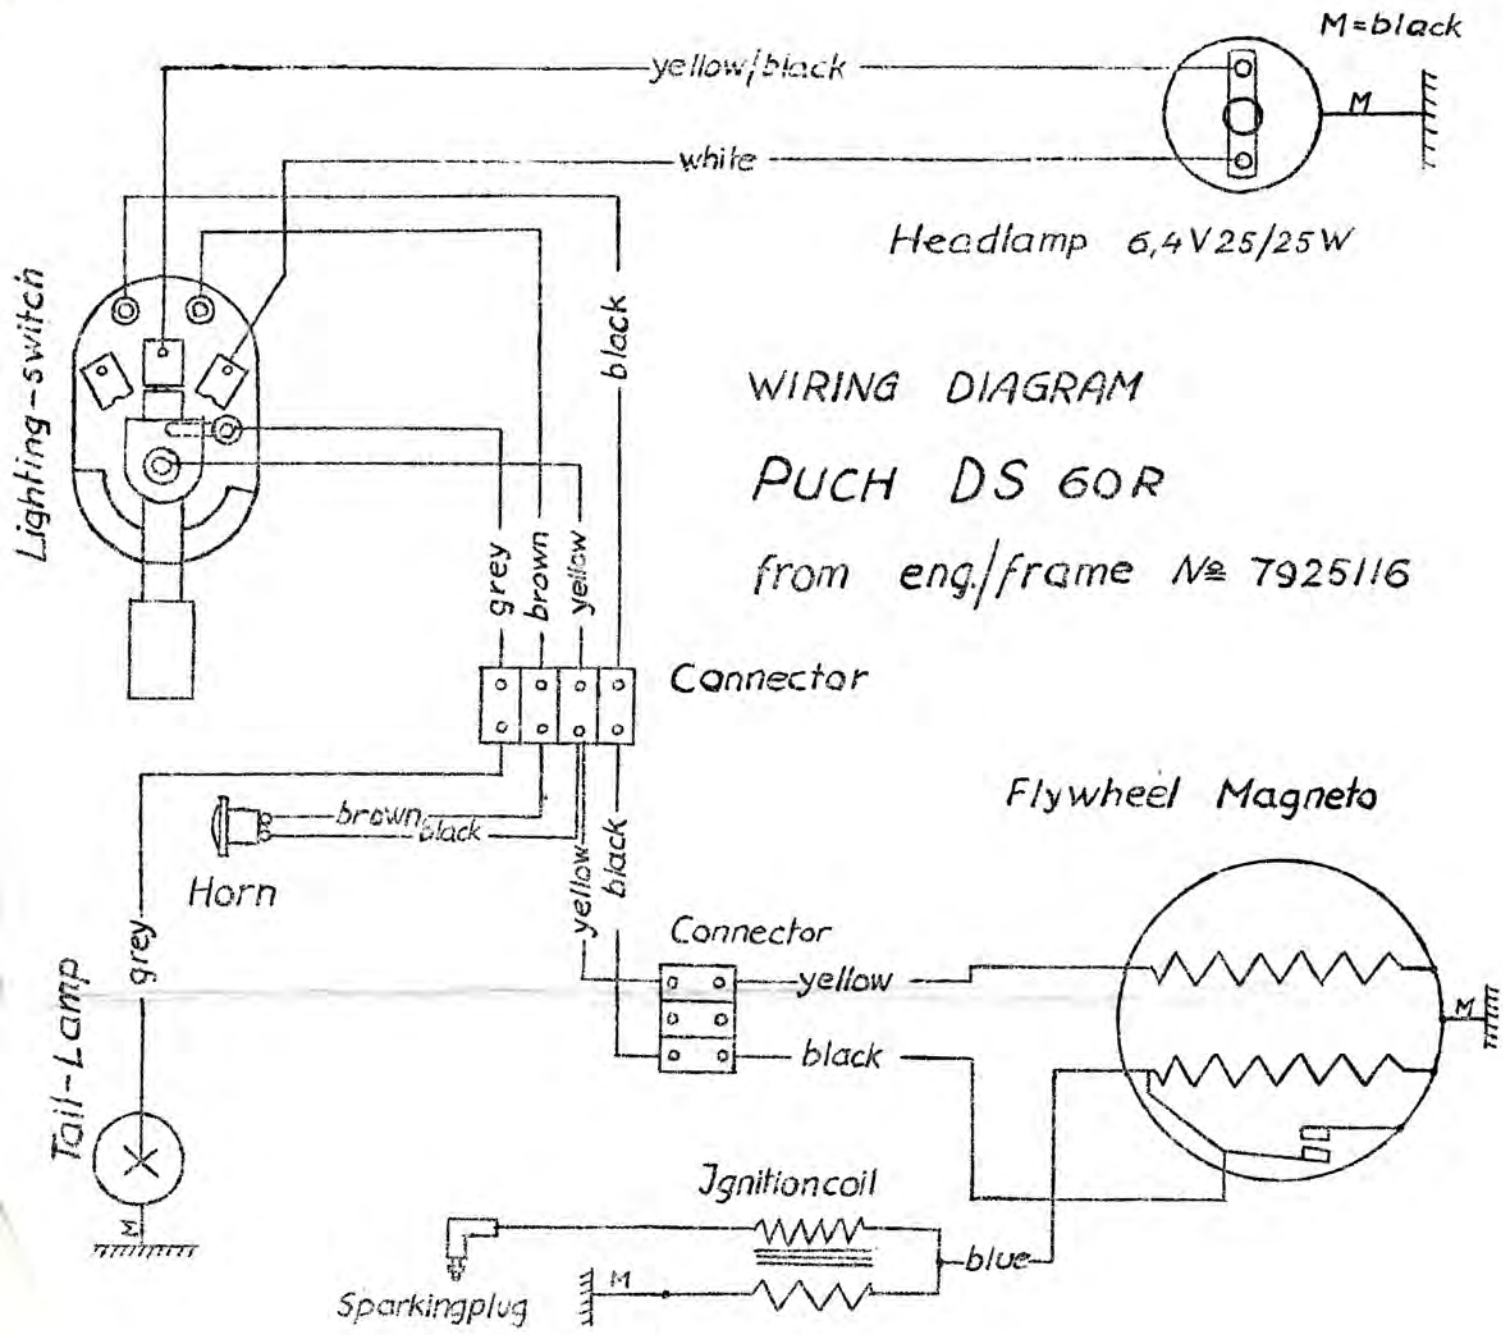 M=black
yellow/black
M
white
Headlamp 6,4V25/25W
Lighting-switch
black
WIRING DIAGRAM
PUCH DS 60R
from eng./frame № 7925116
grey
brown
yellow
Connector
Flywheel Magneto
brown
black
Horn
yellow
black
grey
Connector
yellow
M
black
Tail-Lamp
M
Jgnitioncoil
blue
M
Sparkingplug